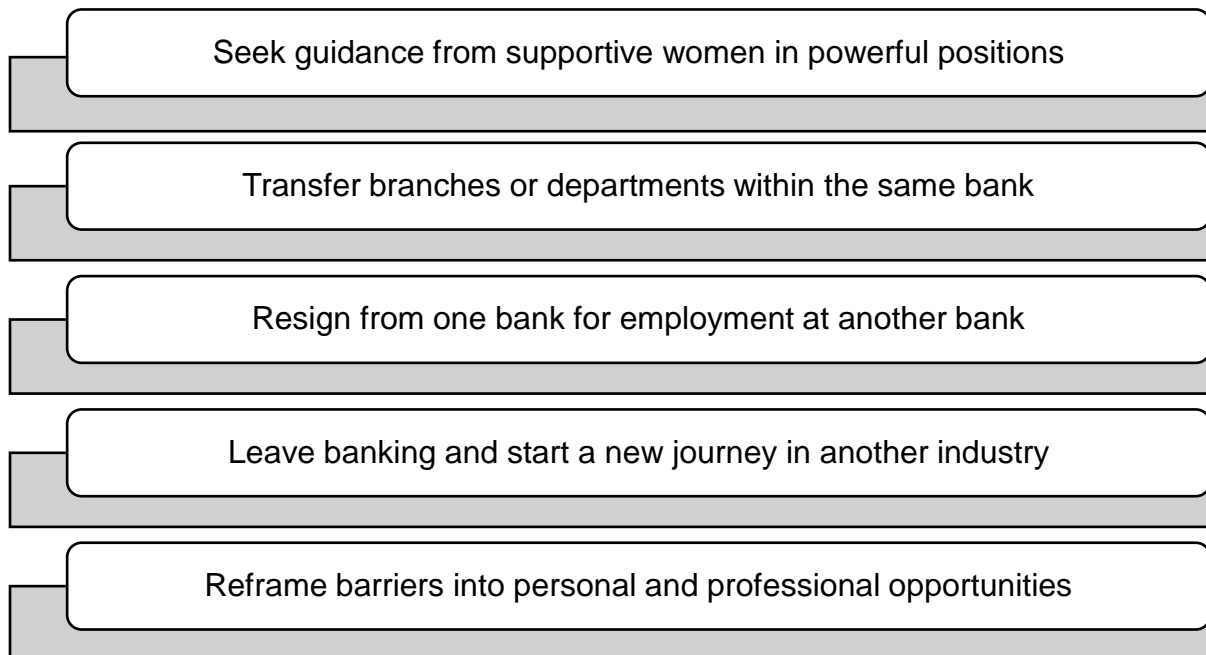 Seek guidance from supportive women in powerful positions
Transfer branches or departments within the same bank
Resign from one bank for employment at another bank
Leave banking and start a new journey in another industry
Reframe barriers into personal and professional opportunities